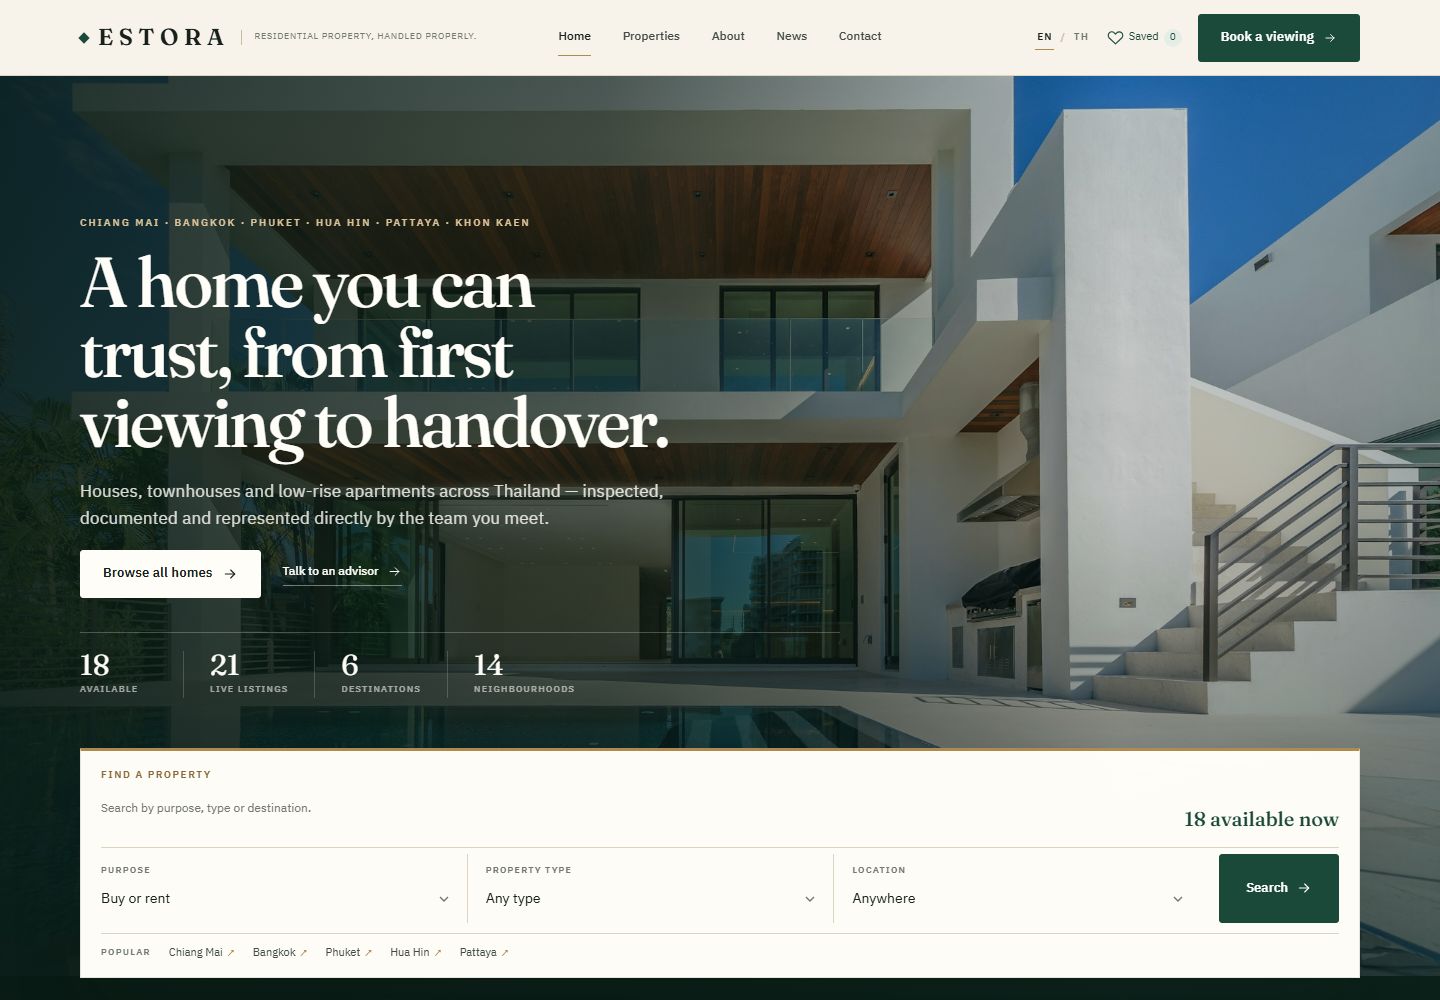 ESTORA
RESIDENTIAL PROPERTY, HANDLED PROPERLY.
Home
Properties
About
News
Contact
EN / TH
Saved 0
Book a viewing →
CHIANG MAI · BANGKOK · PHUKET · HUA HIN · PATTAYA · KHON KAEN
A home you can
trust, from first
viewing to handover.
Houses, townhouses and low-rise apartments across Thailand — inspected,
documented and represented directly by the team you meet.
Browse all homes →
Talk to an advisor →
18
AVAILABLE
21
LIVE LISTINGS
6
DESTINATIONS
14
NEIGHBOURHOODS
FIND A PROPERTY
Search by purpose, type or destination.
18 available now
PURPOSE
Buy or rent
PROPERTY TYPE
Any type
LOCATION
Anywhere
Search →
POPULAR
Chiang Mai ↗
Bangkok ↗
Phuket ↗
Hua Hin ↗
Pattaya ↗